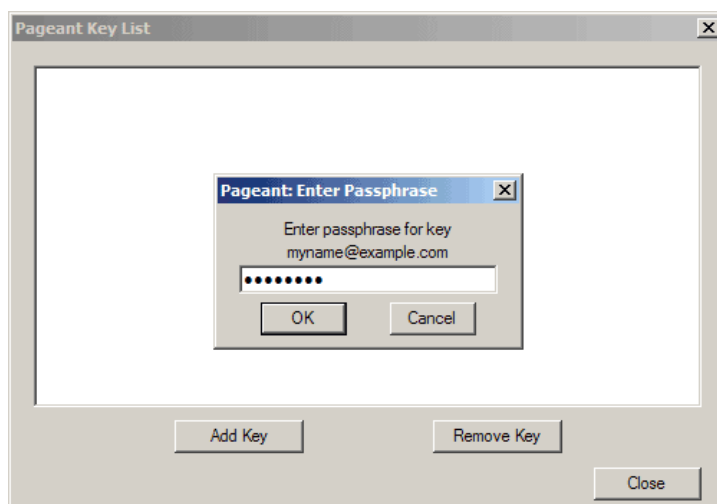 Pageant Key List
Pageant: Enter Passphrase
Enter passphrase for key
myname@example.com
••••••••
OK Cancel
Add Key Remove Key
Close